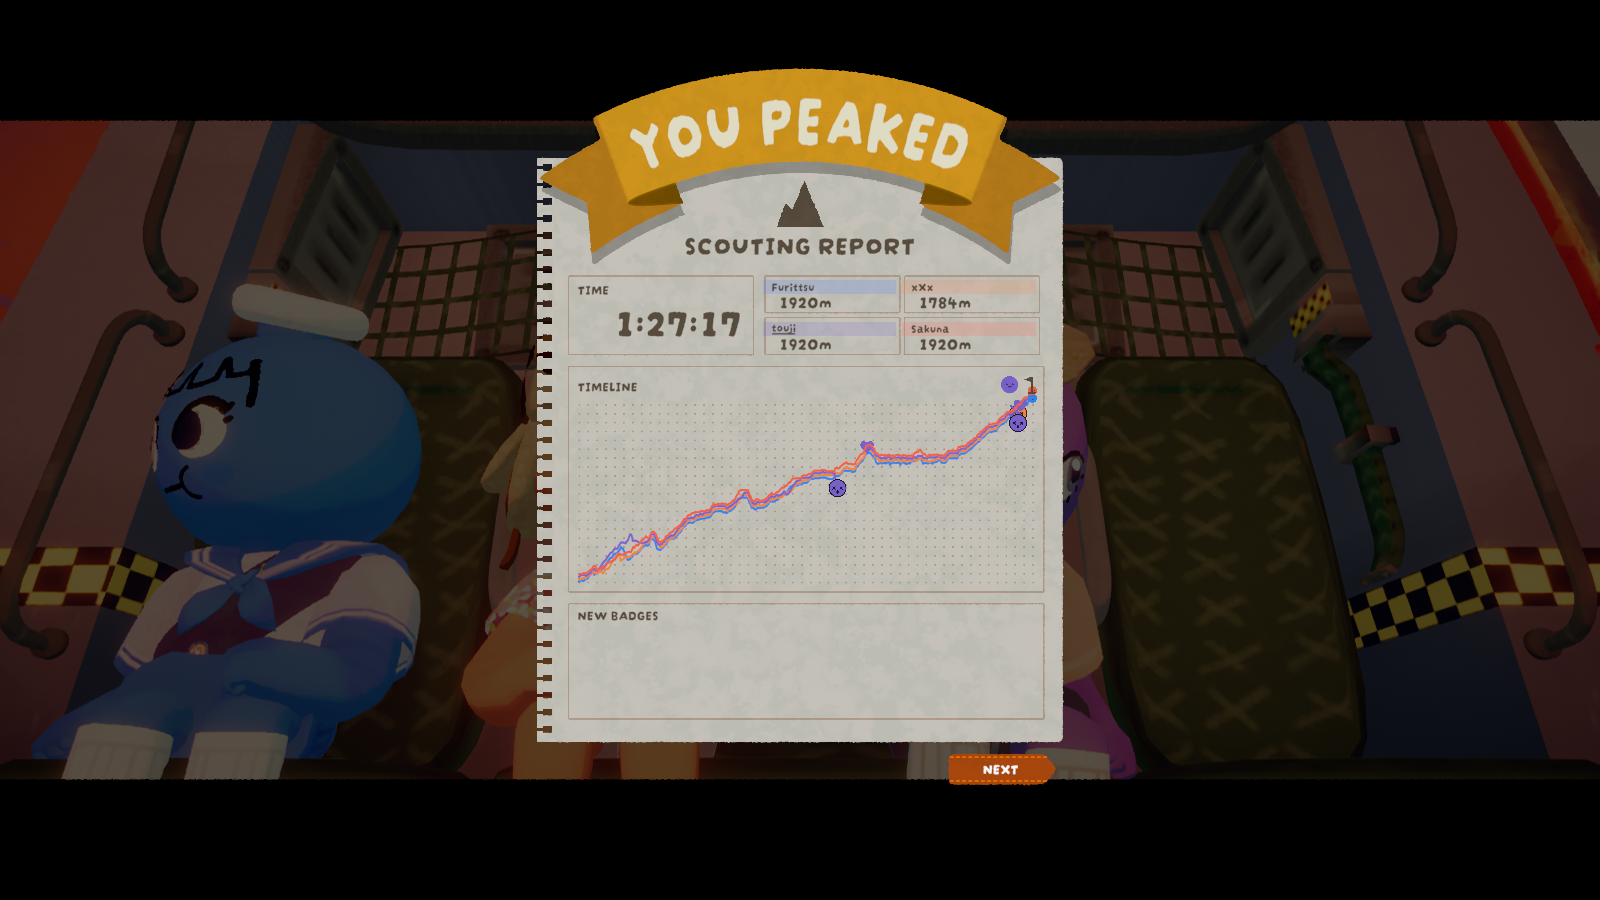 YOU PEAKED
SCOUTING REPORT
TIME
1:27:17
Furittsu
1920m
xXx
1784m
touji
1920m
Sakuna
1920m
TIMELINE
NEW BADGES
NEXT